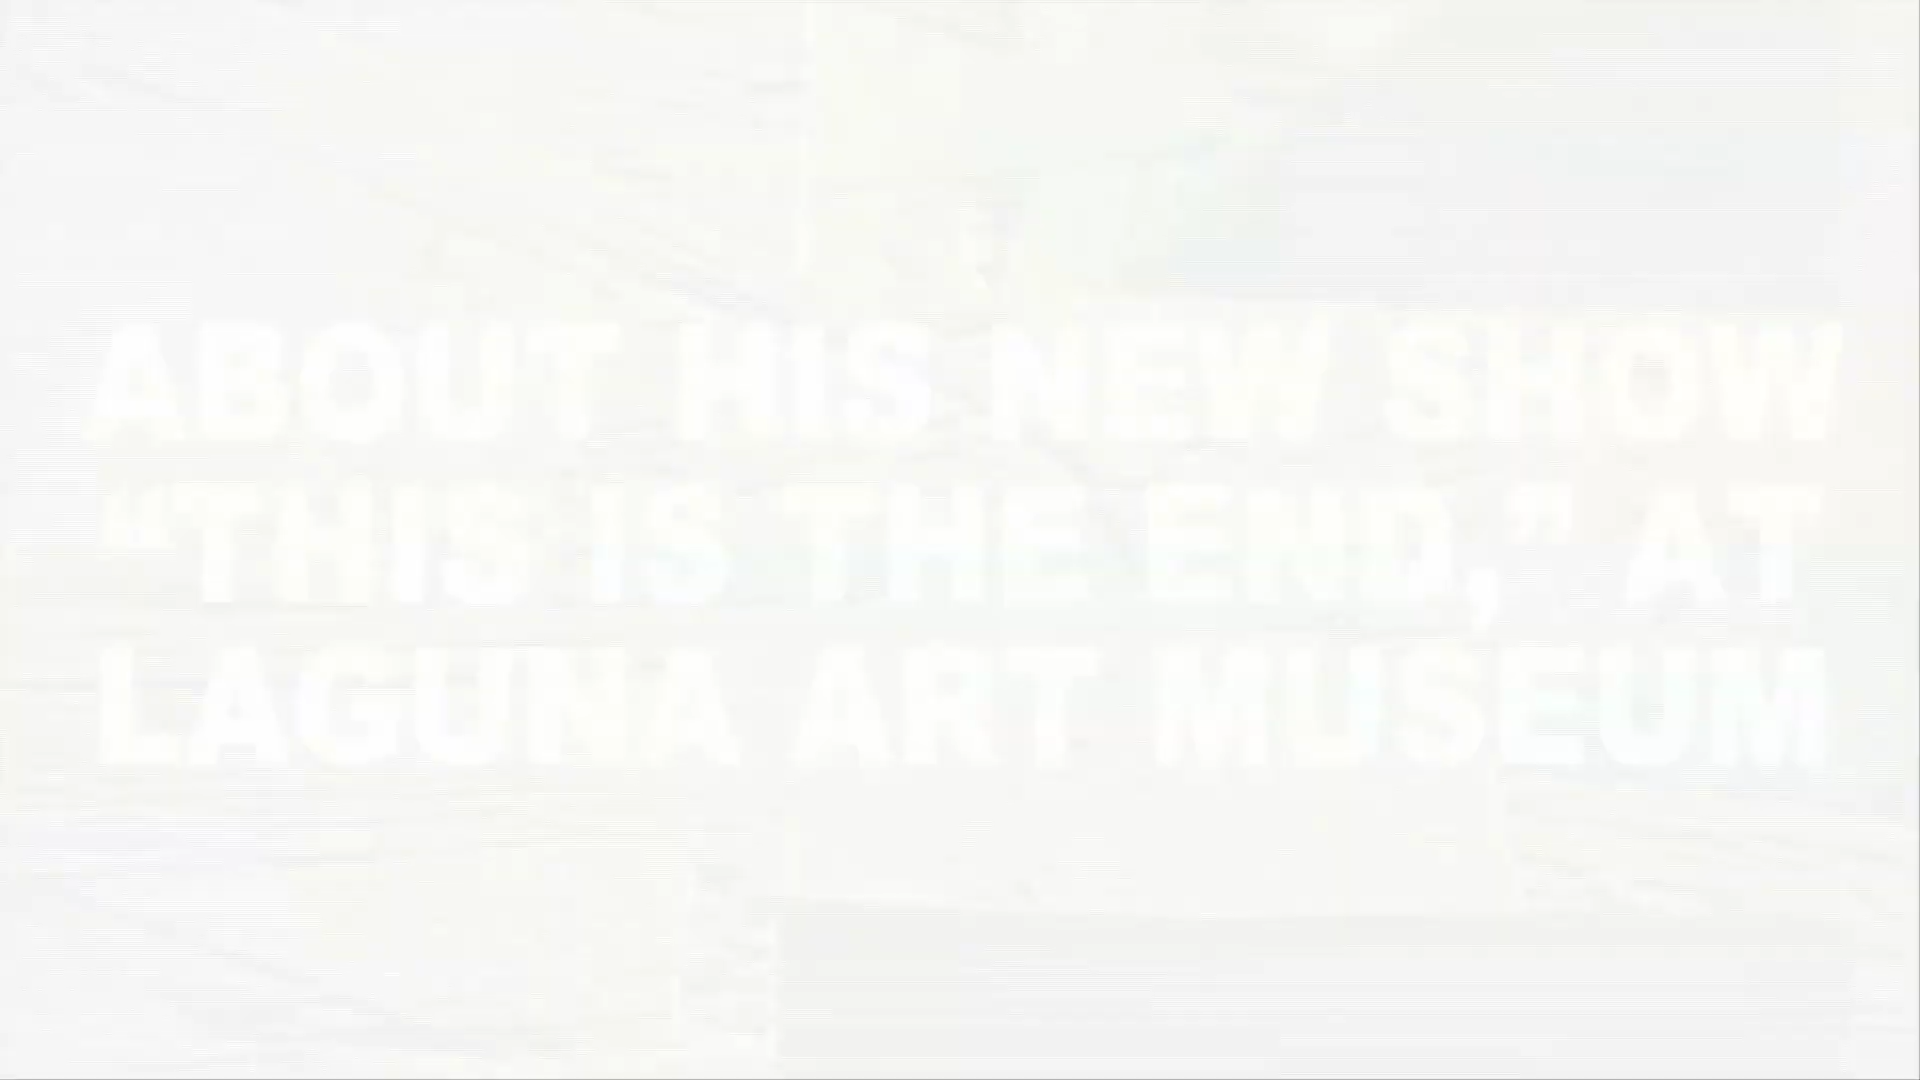 ABOUT HIS NEW SHOW
“THIS IS THE END,” AT
LAGUNA ART MUSEUM